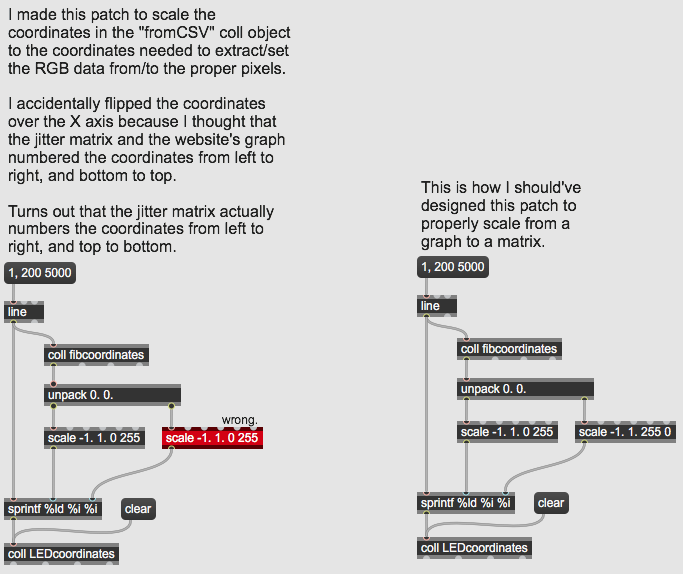 I made this patch to scale the
coordinates in the "fromCSV" coll object
to the coordinates needed to extract/set
the RGB data from/to the proper pixels.
I accidentally flipped the coordinates
over the X axis because I thought that
the jitter matrix and the website's graph
numbered the coordinates from left to
right, and bottom to top.
Turns out that the jitter matrix actually
numbers the coordinates from left to
right, and top to bottom.
1, 200 5000
line
coll fibcoordinates
unpack 0. 0.
wrong.
scale -1. 1. 0 255
scale -1. 1. 0 255
sprintf %ld %i %i
clear
coll LEDcoordinates
This is how I should've
designed this patch to
properly scale from a
graph to a matrix.
1, 200 5000
line
coll fibcoordinates
unpack 0. 0.
scale -1. 1. 0 255
scale -1. 1. 255 0
sprintf %ld %i %i
clear
coll LEDcoordinates